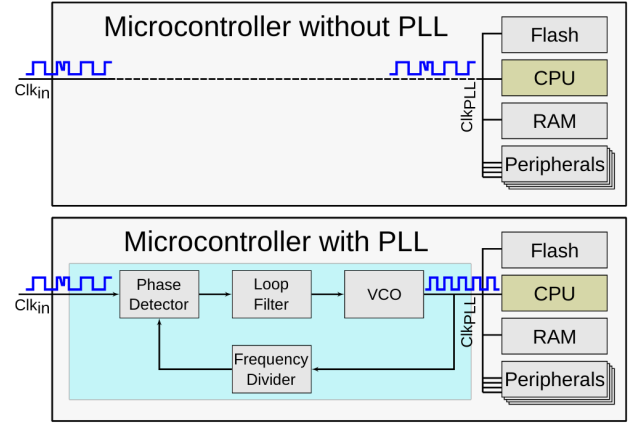 Microcontroller without PLL
Clkin
ClkPLL
Flash
CPU
RAM
Peripherals
Microcontroller with PLL
Clkin
Phase
Detector
Loop
Filter
VCO
Frequency
Divider
ClkPLL
Flash
CPU
RAM
Peripherals